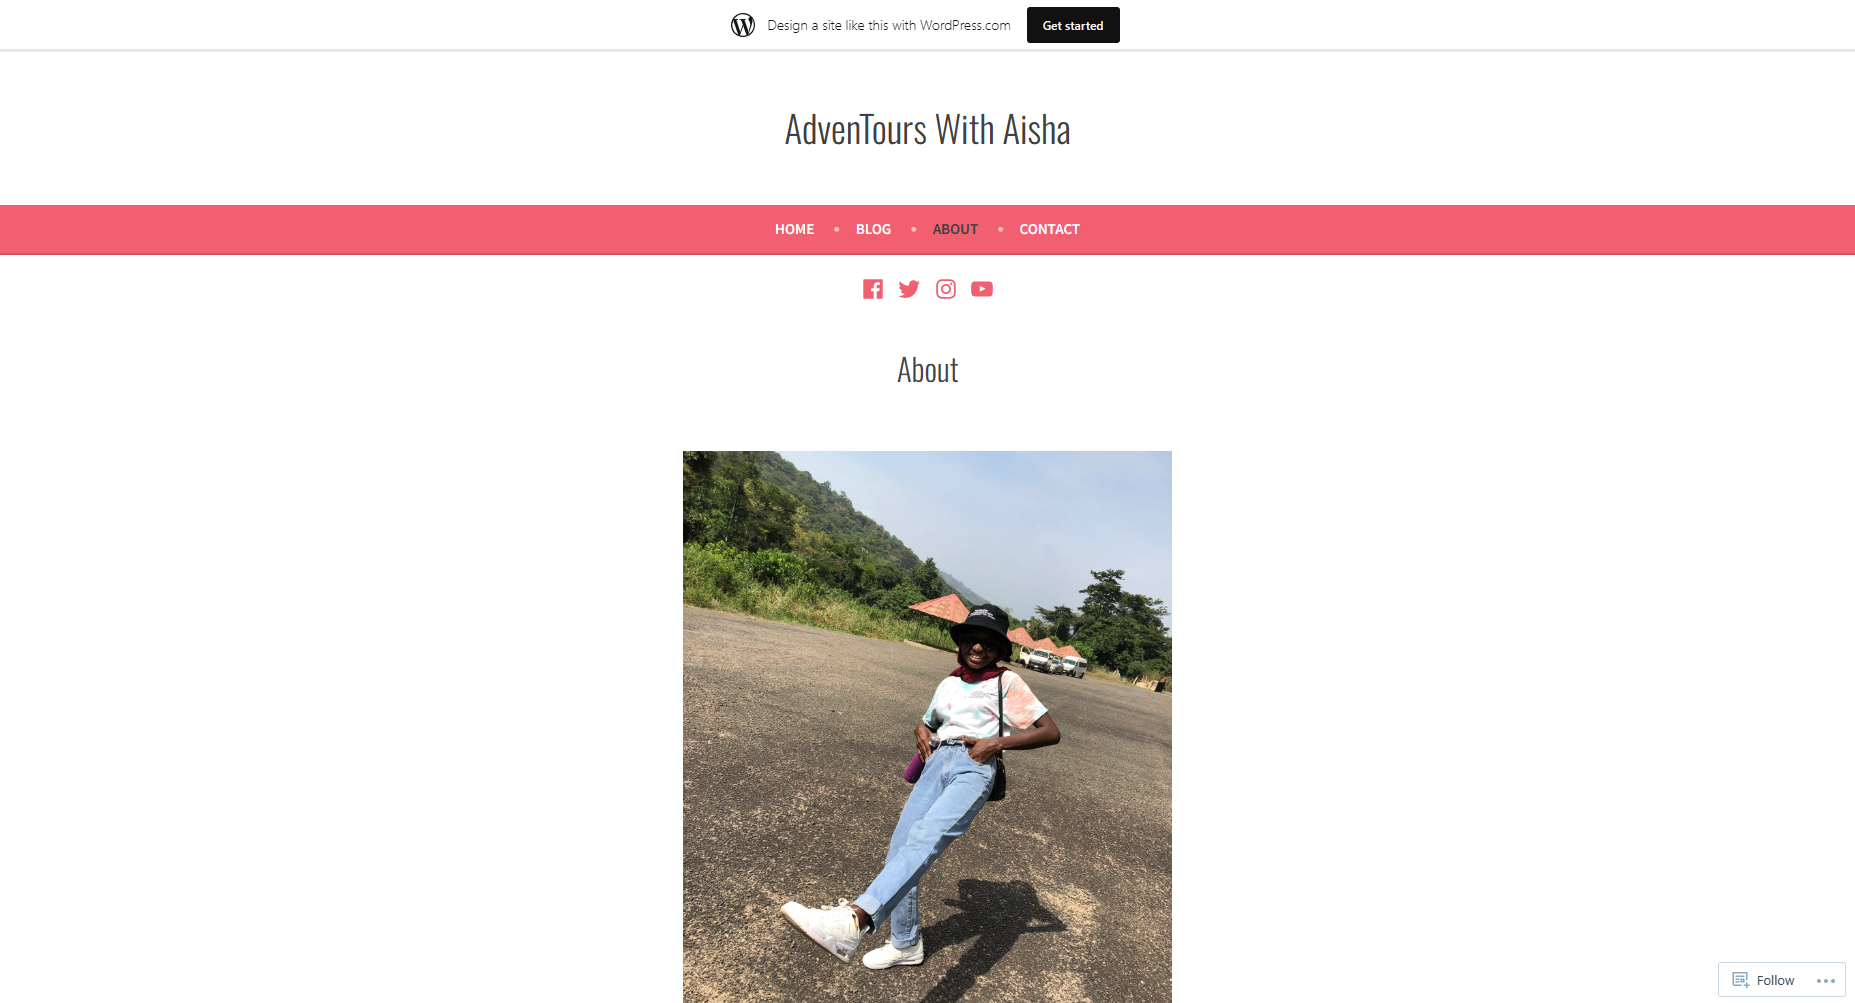 Design a site like this with WordPress.com
Get started
AdvenTours With Aisha
HOME • BLOG • ABOUT • CONTACT
About
Follow